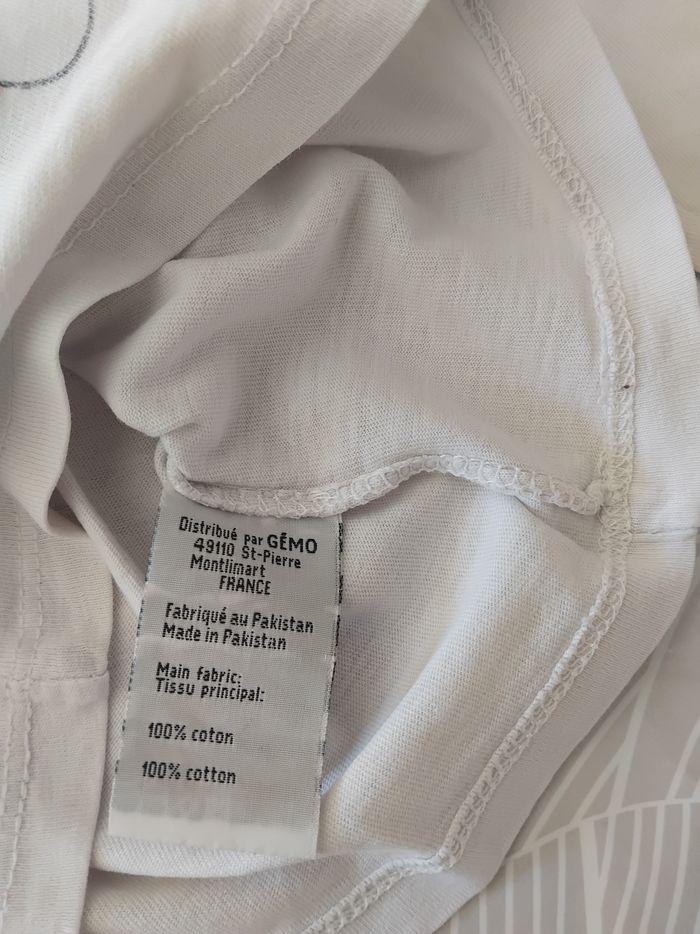 Distribué par GÉMO
49110 St-Pierre
Montlimart
FRANCE
Fabriqué au Pakistan
Made in Pakistan
Main fabric:
Tissu principal:
100% coton
100% cotton